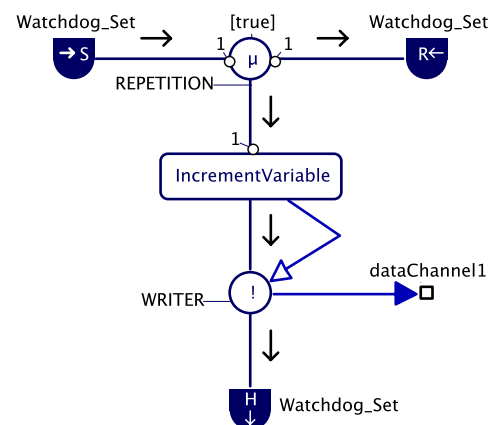 Watchdog_Set
[true]
Watchdog_Set
→ S
1
μ
1
R←
REPETITION
1
IncrementVariable
dataChannel1
WRITER
!
H
↓
Watchdog_Set